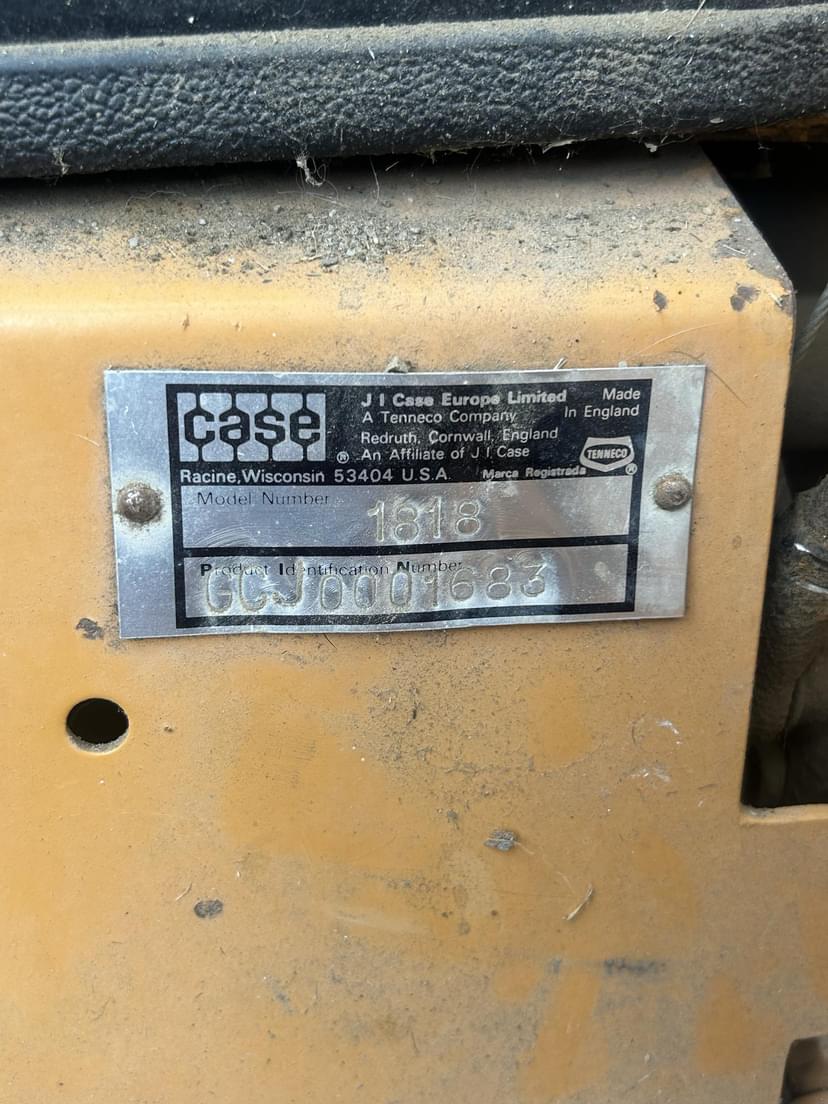 case ®
J I Case Europe Limited
A Tenneco Company
Redruth, Cornwall, England
An Affiliate of J I Case
Made
In England
TENNECO ®
Racine, Wisconsin 53404 U.S.A.
Marca Registrada
Model Number
1818
Product Identification Number
GCJ0001683